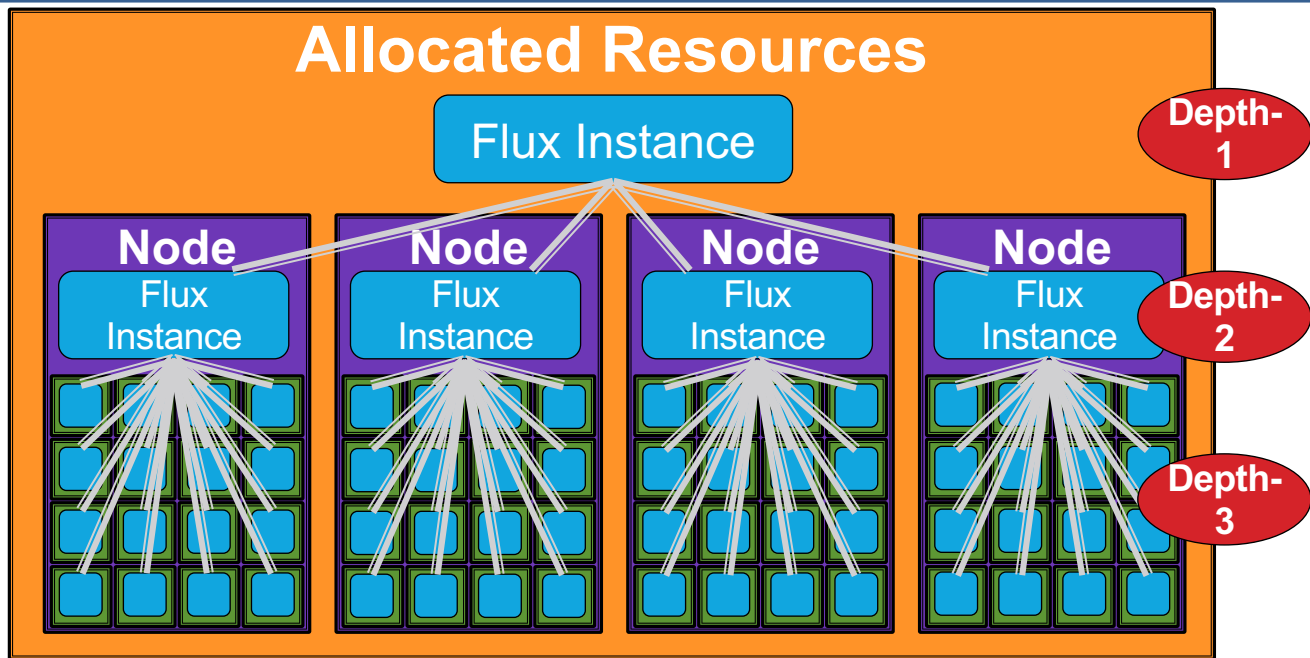 Allocated Resources
Flux Instance
Depth-
1
Node
Node
Node
Node
Flux
Instance
Flux
Instance
Flux
Instance
Flux
Instance
Depth-
2
Depth-
3